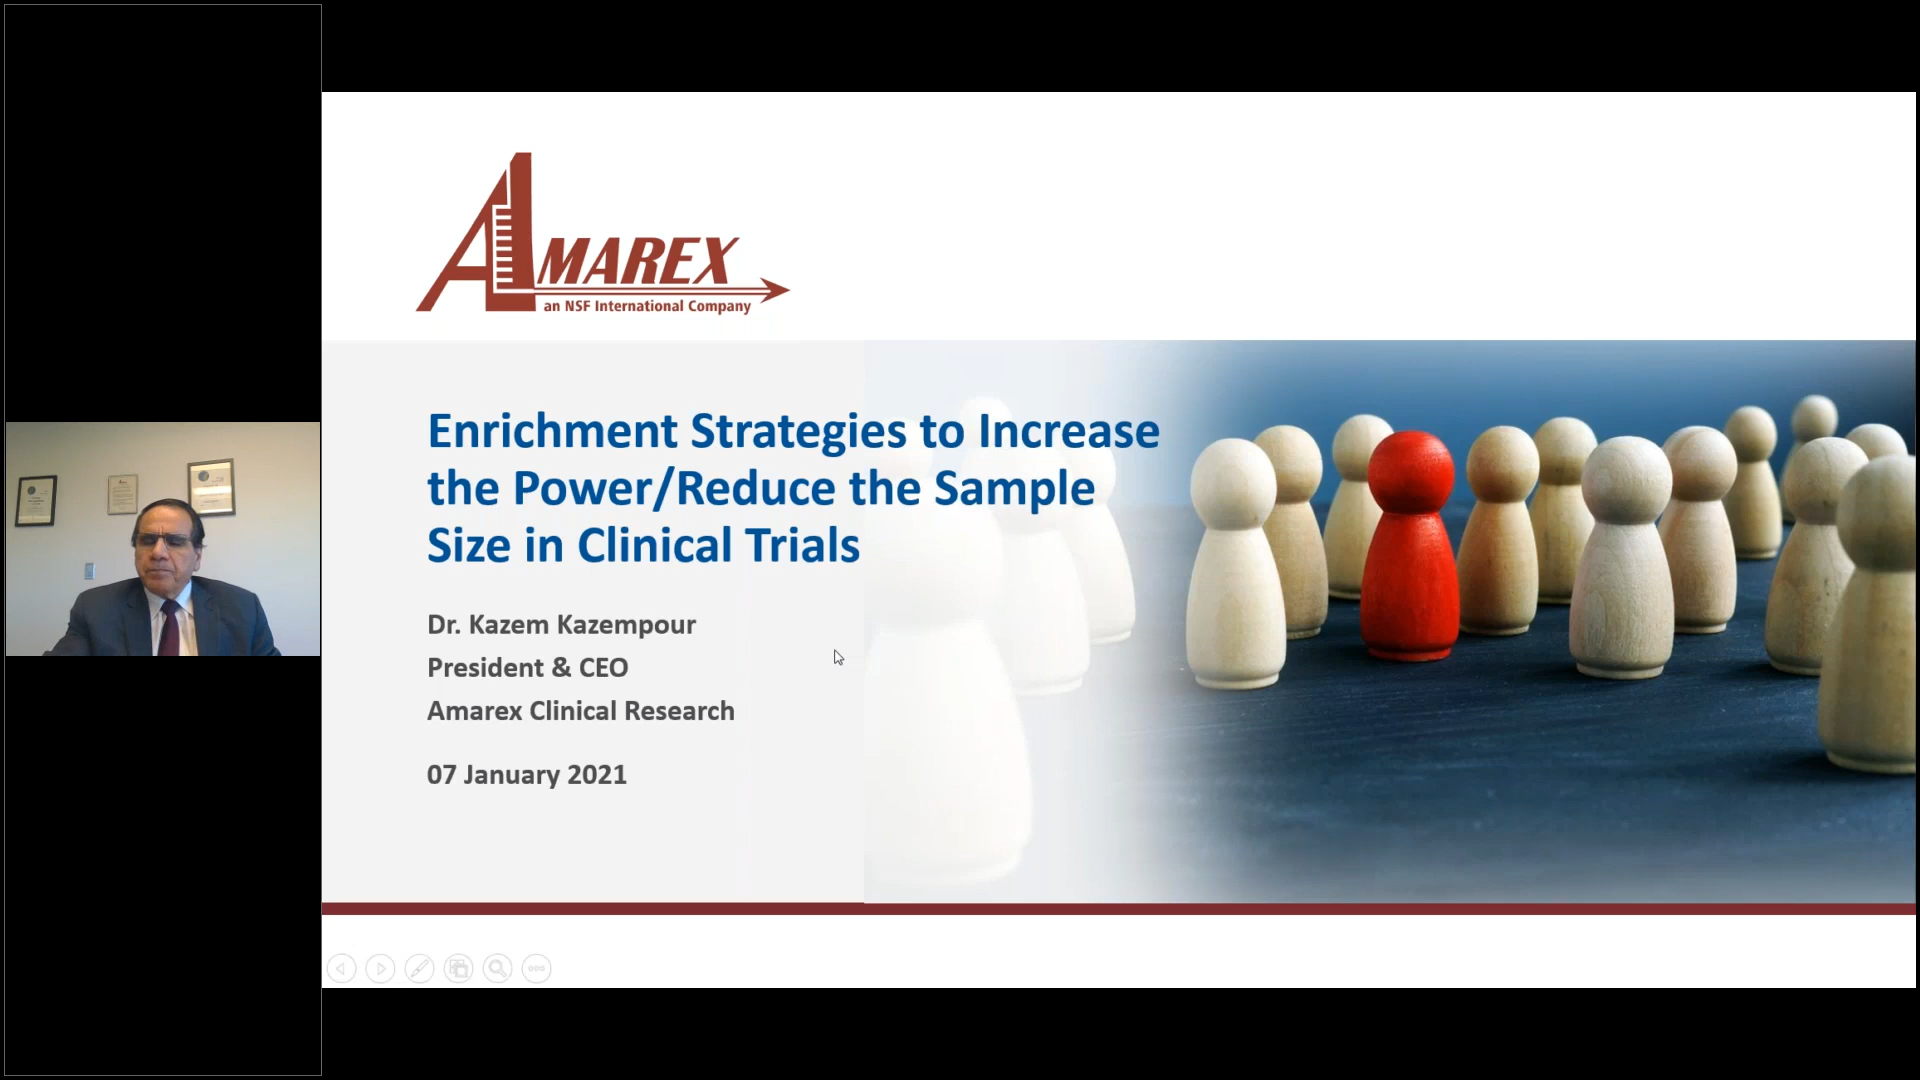 AMAREX
an NSF International Company
Enrichment Strategies to Increase
the Power/Reduce the Sample
Size in Clinical Trials
Dr. Kazem Kazempour
President & CEO
Amarex Clinical Research
07 January 2021